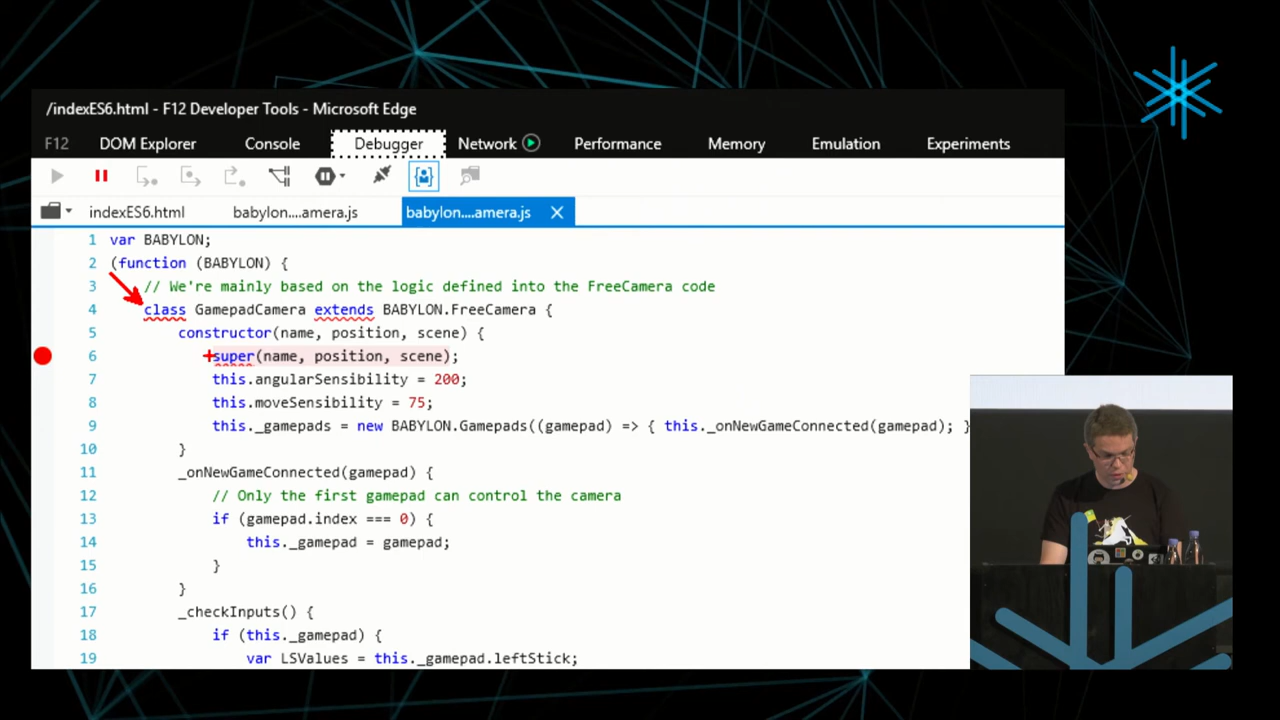 /indexES6.html - F12 Developer Tools - Microsoft Edge
F12 DOM Explorer Console Debugger Network Performance Memory Emulation Experiments
indexES6.html babylon....amera.js babylon....amera.js
1 var BABYLON;
2 (function (BABYLON) {
3 // We're mainly based on the logic defined into the FreeCamera code
4 class GamepadCamera extends BABYLON.FreeCamera {
5 constructor(name, position, scene) {
6 super(name, position, scene);
7 this.angularSensibility = 200;
8 this.moveSensibility = 75;
9 this._gamepads = new BABYLON.Gamepads((gamepad) => { this._onNewGameConnected(gamepad); }
10 }
11 _onNewGameConnected(gamepad) {
12 // Only the first gamepad can control the camera
13 if (gamepad.index === 0) {
14 this._gamepad = gamepad;
15 }
16 }
17 _checkInputs() {
18 if (this._gamepad) {
19 var LSValues = this._gamepad.leftStick;